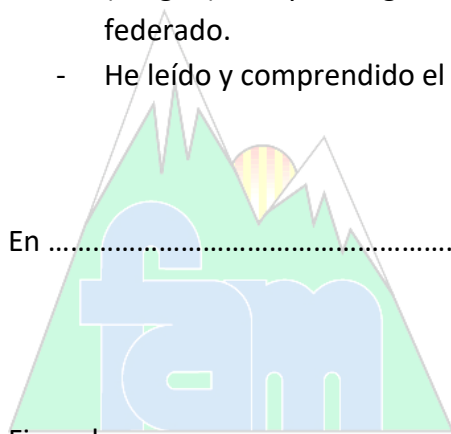 federado.
- He leído y comprendido el
En ……………………………………………….
fam